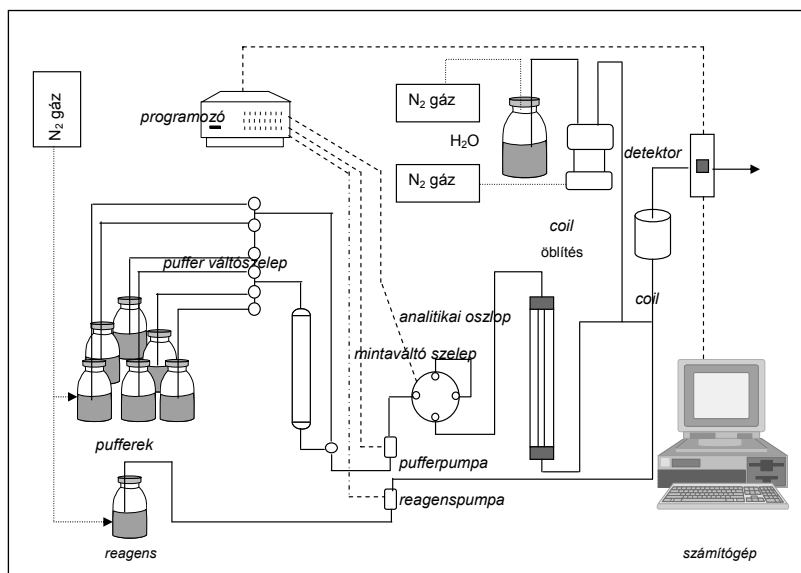 N₂ gáz
programozó
N₂ gáz
H₂O
N₂ gáz
detektor
coil
öblítés
puffer váltószelep
coil
analitikai oszlop
mintaváltó szelep
pufferek
pufferpumpa
reagenspumpa
reagens
számítógép